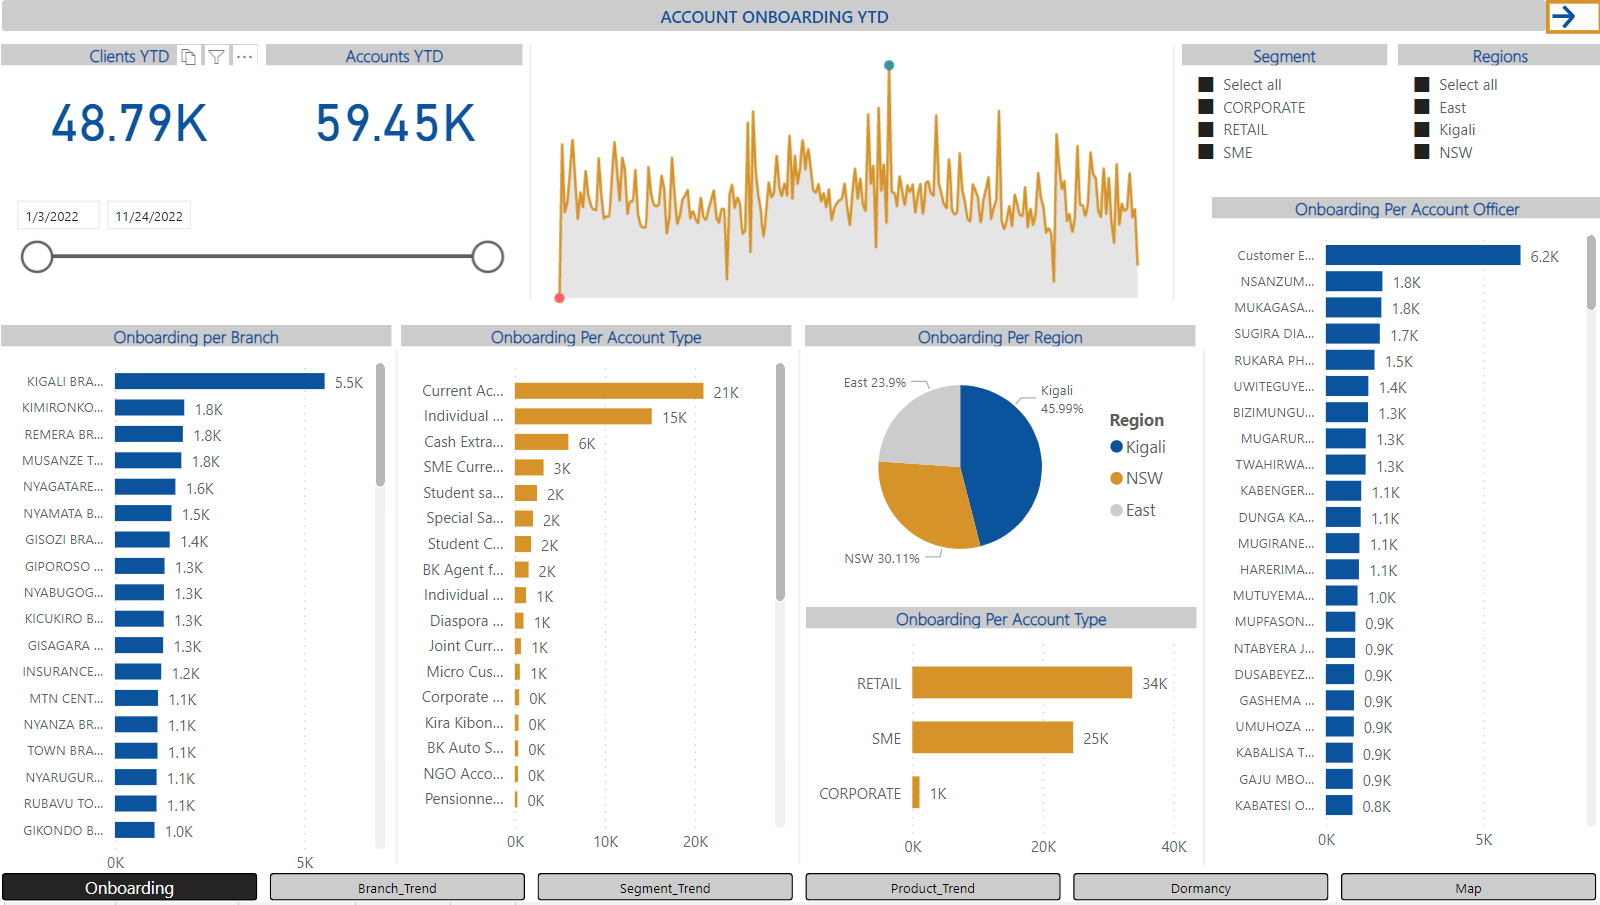 ACCOUNT ONBOARDING YTD
Clients YTD
Accounts YTD
48.79K
59.45K
1/3/2022
11/24/2022
Segment
Select all
CORPORATE
RETAIL
SME
Regions
Select all
East
Kigali
NSW
Onboarding per Branch
KIGALI BRA... 5.5K
KIMIRONKO... 1.8K
REMERA BR... 1.8K
MUSANZE T... 1.8K
NYAGATARE... 1.6K
NYAMATA B... 1.5K
GISOZI BRA... 1.4K
GIPOROSO ... 1.3K
NYABUGOG... 1.3K
KICUKIRO B... 1.3K
GISAGARA ... 1.3K
INSURANCE... 1.2K
MTN CENT... 1.1K
NYANZA BR... 1.1K
TOWN BRA... 1.1K
NYARUGUR... 1.1K
RUBAVU TO... 1.1K
GIKONDO B... 1.0K
0K 5K
Onboarding Per Account Type
Current Ac... 21K
Individual ... 15K
Cash Extra... 6K
SME Curre... 3K
Student sa... 2K
Special Sa... 2K
Student C... 2K
BK Agent f... 2K
Individual ... 1K
Diaspora ... 1K
Joint Curr... 1K
Micro Cus... 1K
Corporate ... 0K
Kira Kibon... 0K
BK Auto S... 0K
NGO Acco... 0K
Pensionne... 0K
0K 10K 20K
Onboarding Per Region
East 23.9%
Kigali
45.99%
NSW 30.11%
Region
Kigali
NSW
East
Onboarding Per Account Type
RETAIL 34K
SME 25K
CORPORATE 1K
0K 20K 40K
Onboarding Per Account Officer
Customer E... 6.2K
NSANZUM... 1.8K
MUKAGASA... 1.8K
SUGIRA DIA... 1.7K
RUKARA PH... 1.5K
UWITEGUYE... 1.4K
BIZIMUNGU... 1.3K
MUGARUR... 1.3K
TWAHIRWA... 1.3K
KABENGER... 1.1K
DUNGA KA... 1.1K
MUGIRANE... 1.1K
HARERIMA... 1.1K
MUTUYEMA... 1.0K
MUPFASON... 0.9K
NTABYERA J... 0.9K
DUSABEYEZ... 0.9K
GASHEMA ... 0.9K
UMUHOZA ... 0.9K
KABALISA T... 0.9K
GAJU MBO... 0.9K
KABATESI O... 0.8K
0K 5K
Onboarding
Branch_Trend
Segment_Trend
Product_Trend
Dormancy
Map